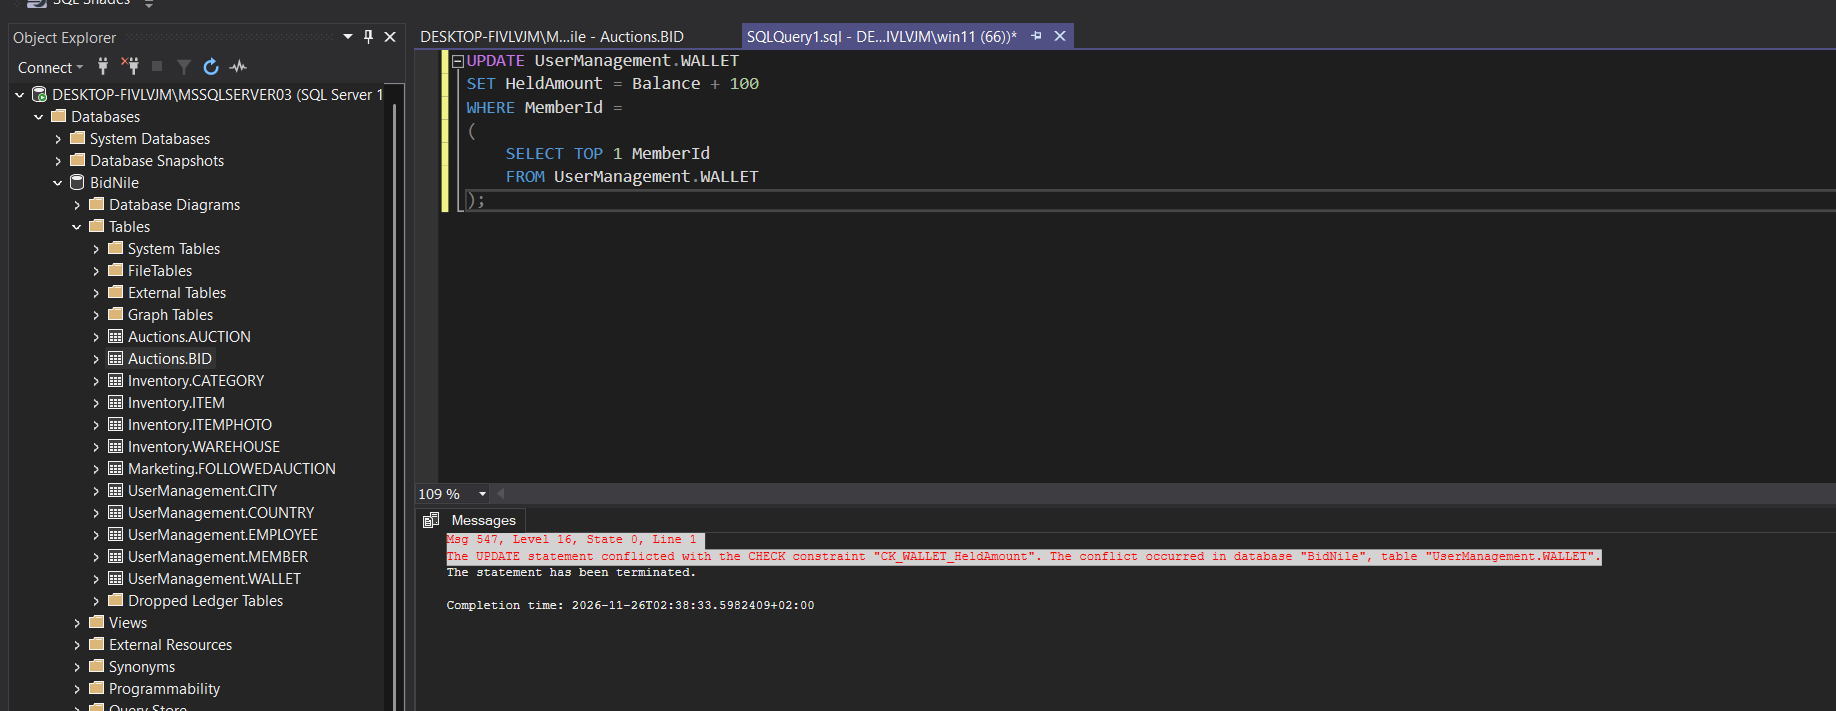 SQL Shades
Object Explorer
Connect
DESKTOP-FIVLVJM\MSSQLSERVER03 (SQL Server 1
Databases
System Databases
Database Snapshots
BidNile
Database Diagrams
Tables
System Tables
FileTables
External Tables
Graph Tables
Auctions.AUCTION
Auctions.BID
Inventory.CATEGORY
Inventory.ITEM
Inventory.ITEMPHOTO
Inventory.WAREHOUSE
Marketing.FOLLOWEDAUCTION
UserManagement.CITY
UserManagement.COUNTRY
UserManagement.EMPLOYEE
UserManagement.MEMBER
UserManagement.WALLET
Dropped Ledger Tables
Views
External Resources
Synonyms
Programmability
Query Store
DESKTOP-FIVLVJM\M...ile - Auctions.BID
SQLQuery1.sql - DE...IVLVJM\win11 (66))*
UPDATE UserManagement.WALLET
SET HeldAmount = Balance + 100
WHERE MemberId =
(
SELECT TOP 1 MemberId
FROM UserManagement.WALLET
);
109 %
Messages
Msg 547, Level 16, State 0, Line 1
The UPDATE statement conflicted with the CHECK constraint "CK_WALLET_HeldAmount". The conflict occurred in database "BidNile", table "UserManagement.WALLET".
The statement has been terminated.
Completion time: 2026-11-26T02:38:33.5982409+02:00